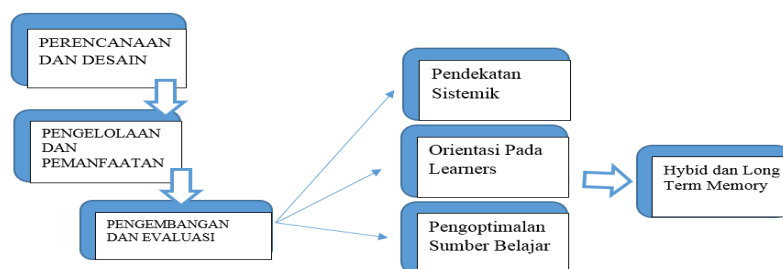 PERENCANAAN
DAN DESAIN
PENGELOLAAN
DAN
PEMANFAATAN
PENGEMBANGAN
DAN EVALUASI
Pendekatan
Sistemik
Orientasi Pada
Learners
Pengoptimalan
Sumber Belajar
Hybid dan Long
Term Memory